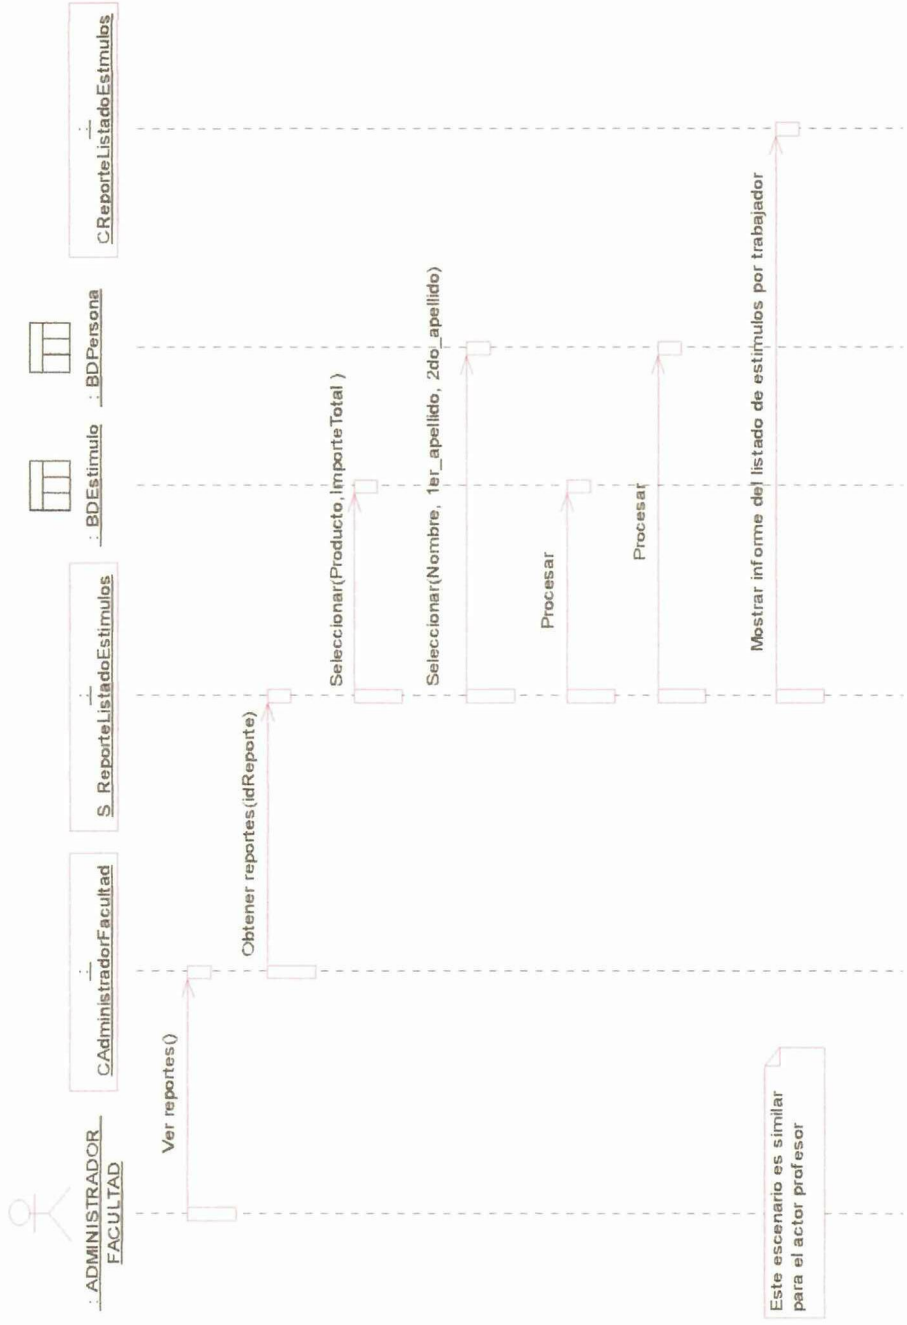 : ADMINISTRADOR
FACULTAD
:
CAdministradorFacultad
:
S_ReporteListadoEstimulos
: BDEstimulo
: BDPersona
:
CReporteListadoEstmulos
Ver reportes()
Obtener reportes(idReporte)
Seleccionar(Producto,ImporteTotal )
Seleccionar(Nombre, 1er_apellido, 2do_apellido)
Procesar
Procesar
Mostrar informe del listado de estimulos por trabajador
Este escenario es similar
para el actor profesor